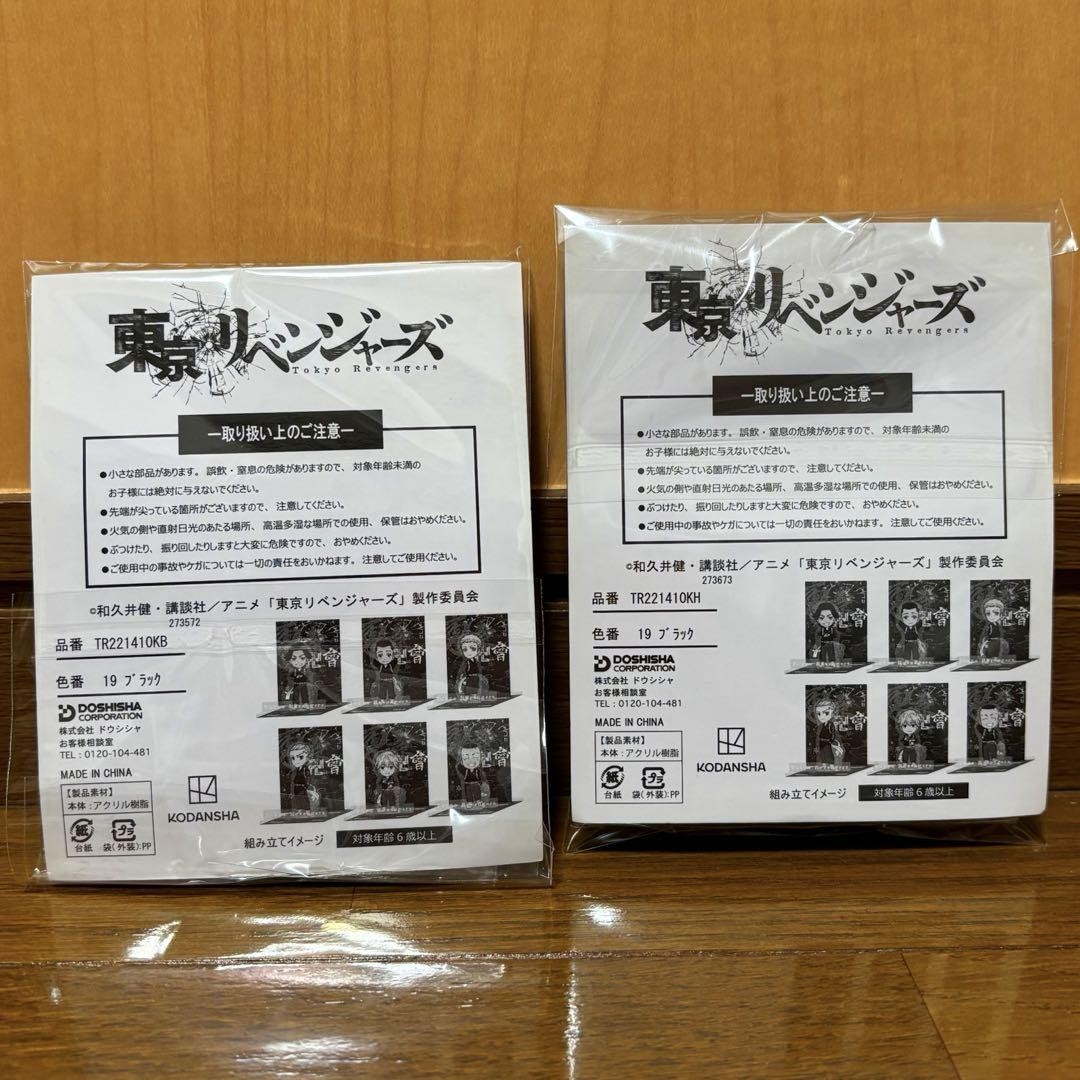 東京リベンジャーズ
Tokyo Revengers
ー取り扱い上のご注意ー
●小さな部品があります。誤飲・窒息の危険がありますので、対象年齢未満の
お子様には絶対に与えないでください。
●先端が尖っている箇所がございますので、注意してください。
●火気の側や直射日光のあたる場所、高温多湿な場所での使用、保管はおやめください。
●ぶつけたり、振り回したりしますと大変に危険ですので、おやめください。
●ご使用中の事故やケガについては一切の責任をおいかねます。注意してご使用ください。
©和久井健・講談社/アニメ「東京リベンジャーズ」製作委員会
273572
品番 TR221410KB
色番 19 ブラック
DOSHISHA
CORPORATION
株式会社 ドウシシャ
お客様相談室
TEL:0120-104-481
MADE IN CHINA
【製品素材】
本体:アクリル樹脂
紙
台紙
プラ
袋(外装):PP
KODANSHA
組み立てイメージ
対象年齢6歳以上
東京リベンジャーズ
Tokyo Revengers
ー取り扱い上のご注意ー
●小さな部品があります。誤飲・窒息の危険がありますので、対象年齢未満の
お子様には絶対に与えないでください。
●先端が尖っている箇所がございますので、注意してください。
●火気の側や直射日光のあたる場所、高温多湿な場所での使用、保管はおやめください。
●ぶつけたり、振り回したりしますと大変に危険ですので、おやめください。
●ご使用中の事故やケガについては一切の責任をおいかねます。注意してご使用ください。
©和久井健・講談社/アニメ「東京リベンジャーズ」製作委員会
273673
品番 TR221410KH
色番 19 ブラック
DOSHISHA
CORPORATION
株式会社 ドウシシャ
お客様相談室
TEL:0120-104-481
MADE IN CHINA
【製品素材】
本体:アクリル樹脂
紙
台紙
プラ
袋(外装):PP
KODANSHA
組み立てイメージ
対象年齢6歳以上